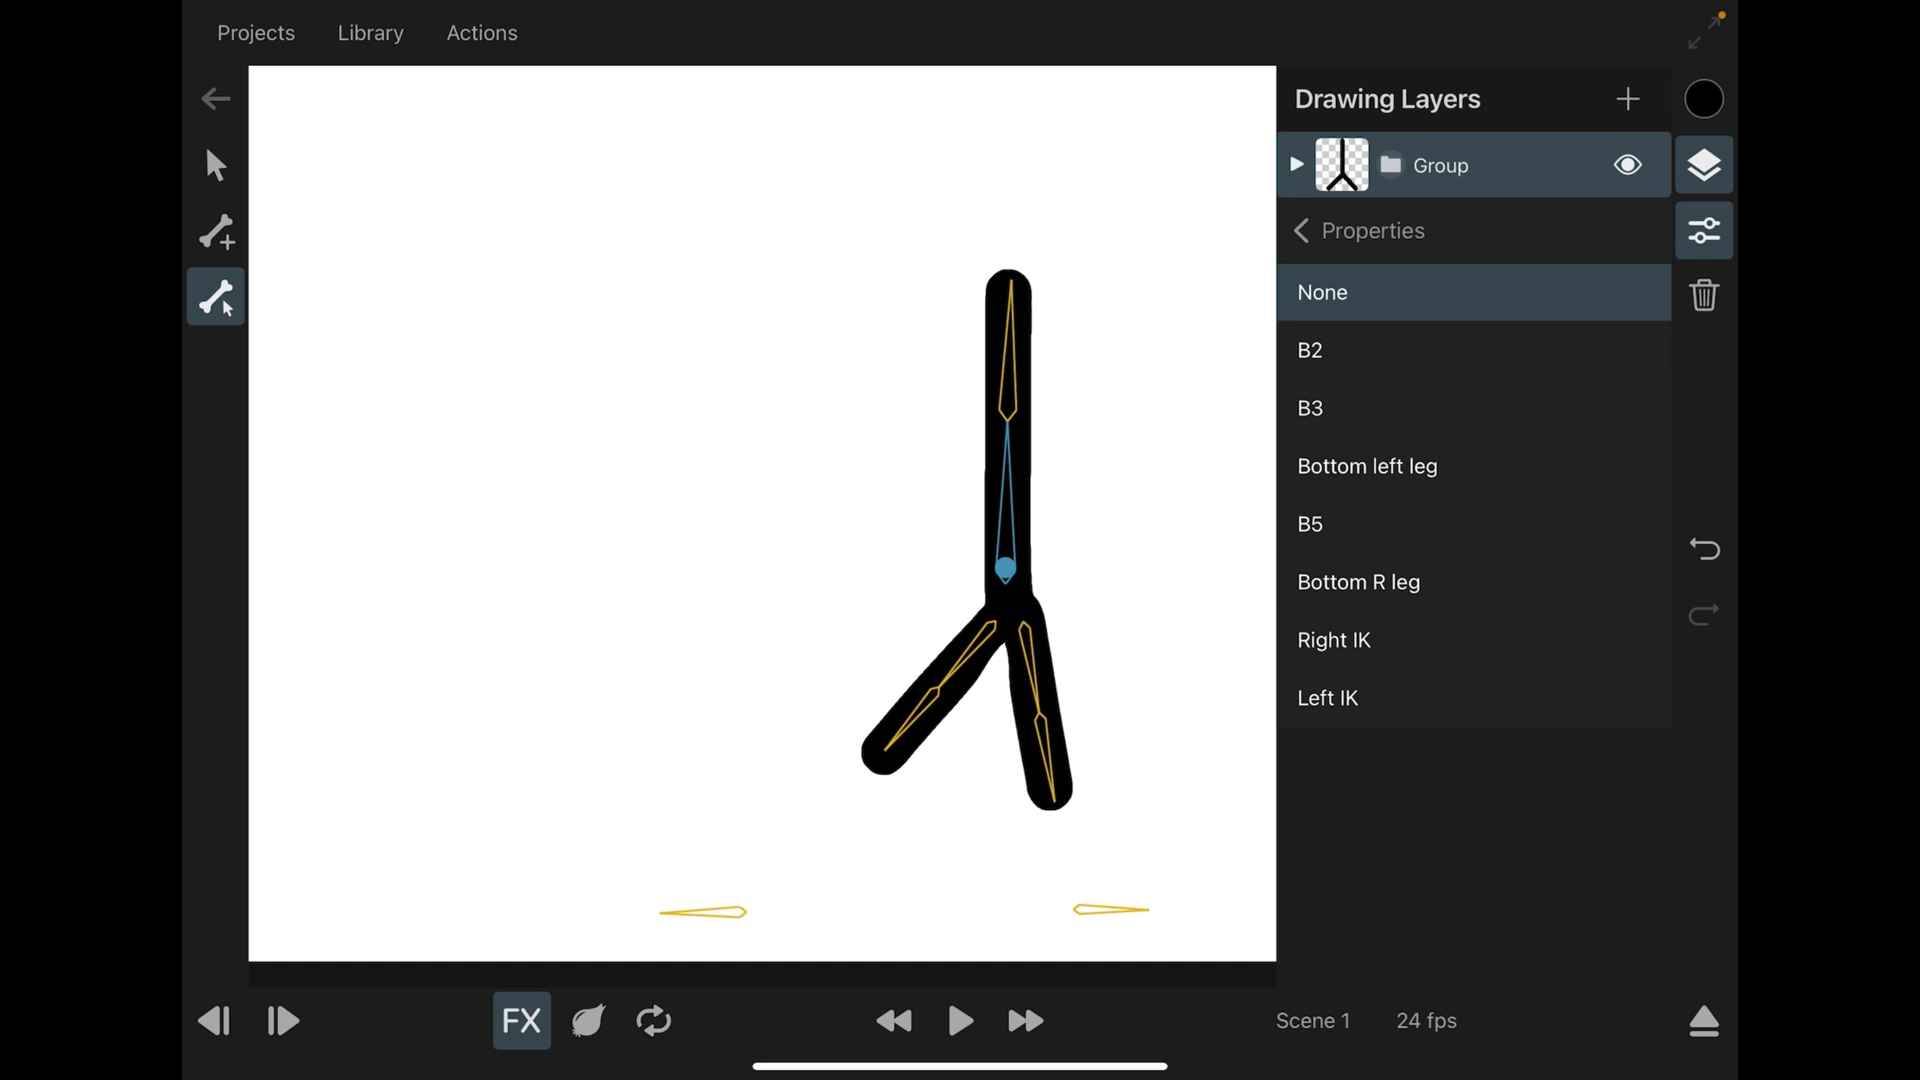 Projects Library Actions
Drawing Layers
Group
Properties
None
B2
B3
Bottom left leg
B5
Bottom R leg
Right IK
Left IK
FX
Scene 1 24 fps